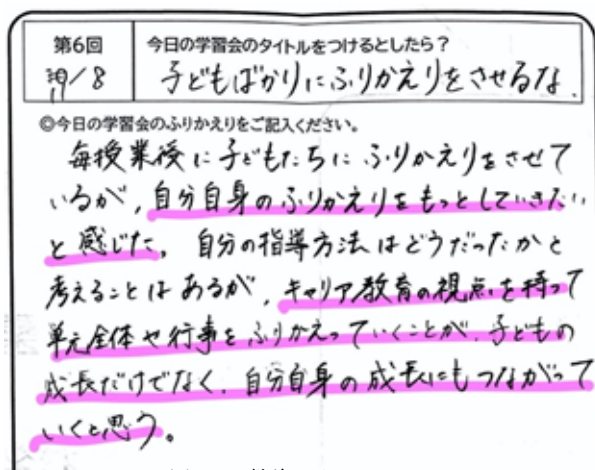 第6回
今日の学習会のタイトルをつけるとしたら？
/8
子どもばかりにふりかえりをさせるな
◎今日の学習会のふりかえりをご記入ください。
毎授業後に子どもたちにふりかえりをさせて
いるが、自分自身のふりかえりをもっとしていきたい
と感じた。自分の指導方法はどうだったかと
考えることはあるが、キャリア教育の視点を持って
単元全体や行事をふりかえっていくことが、子どもの
成長だけでなく、自分自身の成長にもつながって
いくと思う。